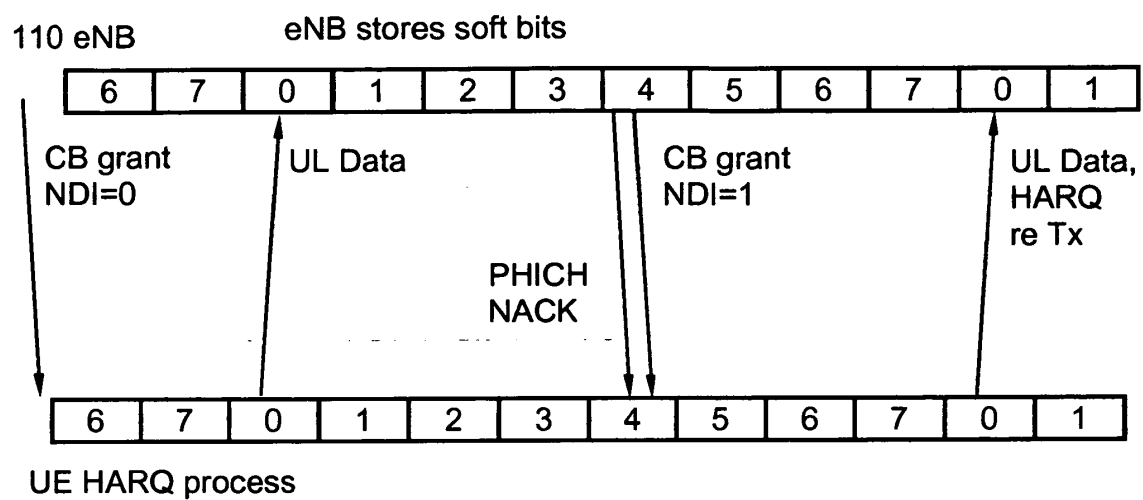 110 eNB
eNB stores soft bits
6 7 0 1 2 3 4 5 6 7 0 1
CB grant
NDI=0
UL Data
CB grant
NDI=1
UL Data,
HARQ
re Tx
PHICH
NACK
6 7 0 1 2 3 4 5 6 7 0 1
UE HARQ process